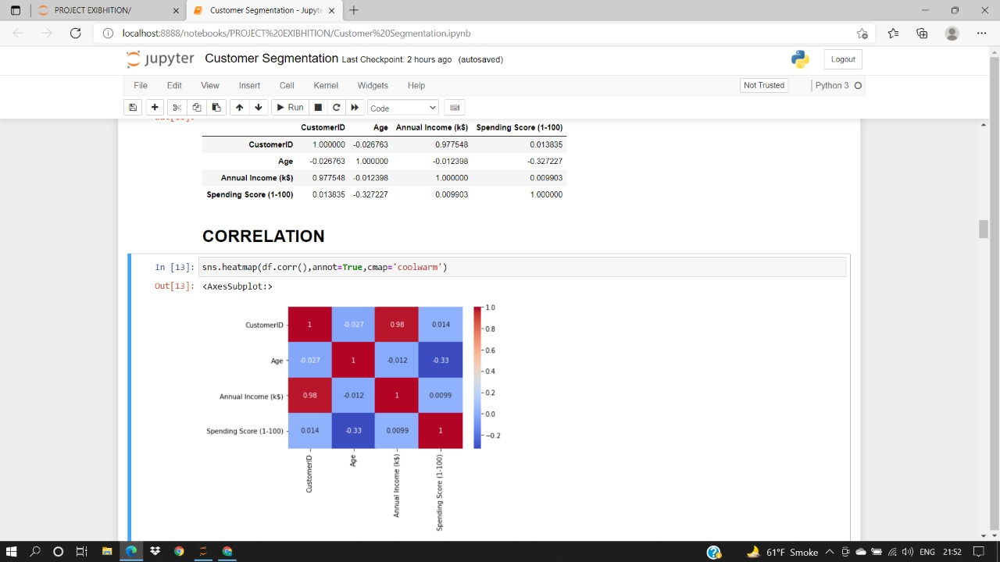 PROJECT EXIBHITION/
Customer Segmentation - Jupyte
localhost:8888/notebooks/PROJECT%20EXIBHITION/Customer%20Segmentation.ipynb
jupyter Customer Segmentation Last Checkpoint: 2 hours ago (autosaved)
Logout
File Edit View Insert Cell Kernel Widgets Help
Not Trusted
Python 3
Run
Code
CustomerID Age Annual Income (k$) Spending Score (1-100)
CustomerID 1.000000 -0.026763 0.977548 0.013835
Age -0.026763 1.000000 -0.012398 -0.327227
Annual Income (k$) 0.977548 -0.012398 1.000000 0.009903
Spending Score (1-100) 0.013835 -0.327227 0.009903 1.000000
CORRELATION
In [13]: sns.heatmap(df.corr(),annot=True,cmap='coolwarm')
Out[13]: <AxesSubplot:>
CustomerID 1 -0.027 0.98 0.014
Age -0.027 1 -0.012 -0.33
Annual Income (k$) 0.98 -0.012 1 0.0099
Spending Score (1-100) 0.014 -0.33 0.0099 1
1.0
0.8
0.6
0.4
0.2
0.0
−0.2
CustomerID
Age
Annual Income (k$)
Spending Score (1-100)
61°F Smoke
ENG
21:52